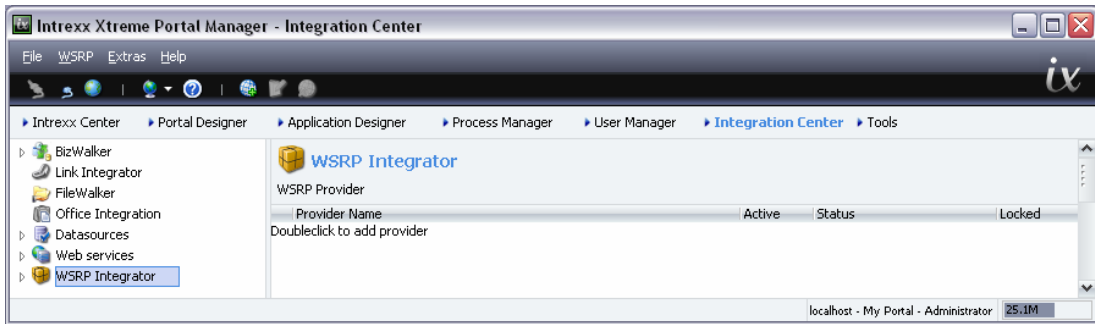 Intrexx Xtreme Portal Manager - Integration Center
File WSRP Extras Help
ix
Intrexx Center Portal Designer Application Designer Process Manager User Manager Integration Center Tools
BizWalker
Link Integrator
FileWalker
Office Integration
Datasources
Web services
WSRP Integrator
WSRP Integrator
WSRP Provider
Provider Name Active Status Locked
Doubleclick to add provider
localhost - My Portal - Administrator 25.1M